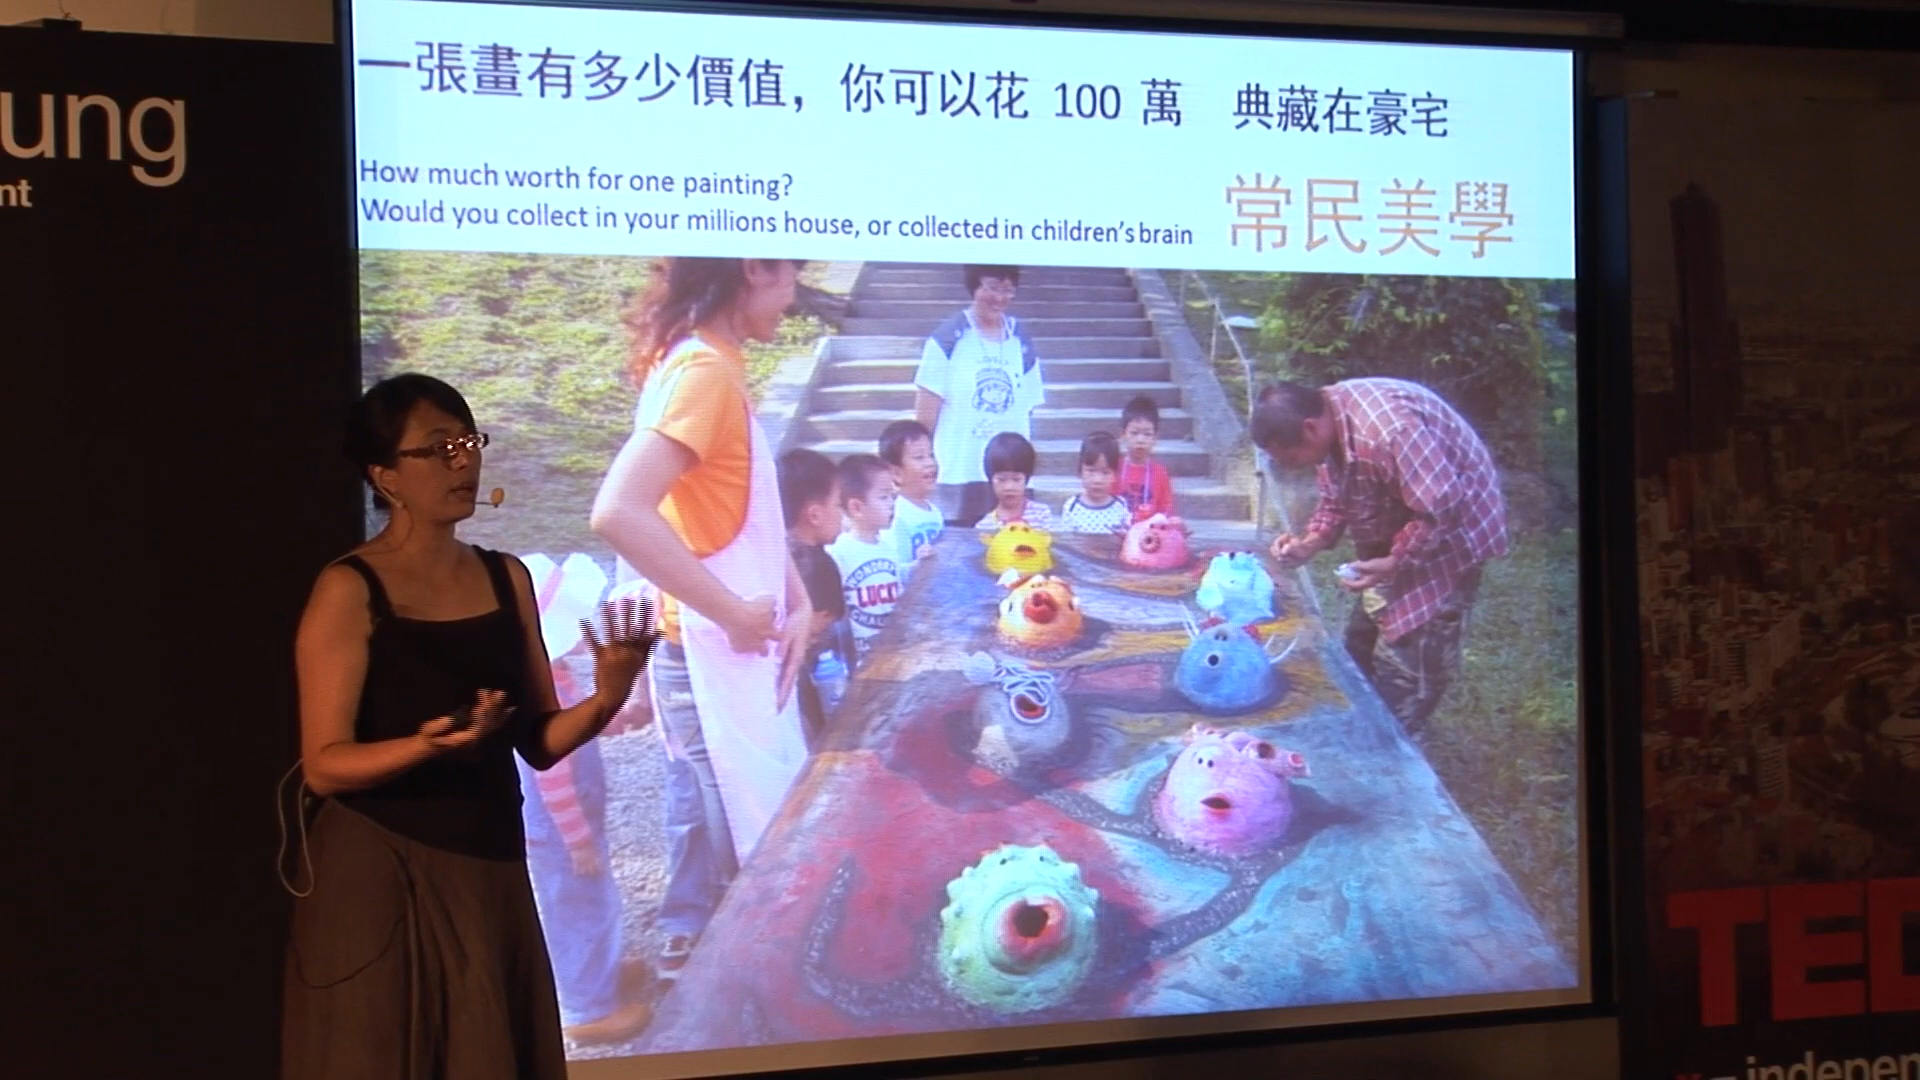 ung
nt
一張畫有多少價值，你可以花 100 萬 典藏在豪宅
How much worth for one painting?
Would you collect in your millions house, or collected in children's brain
常民美學
LUCKY
TED
x = indepen